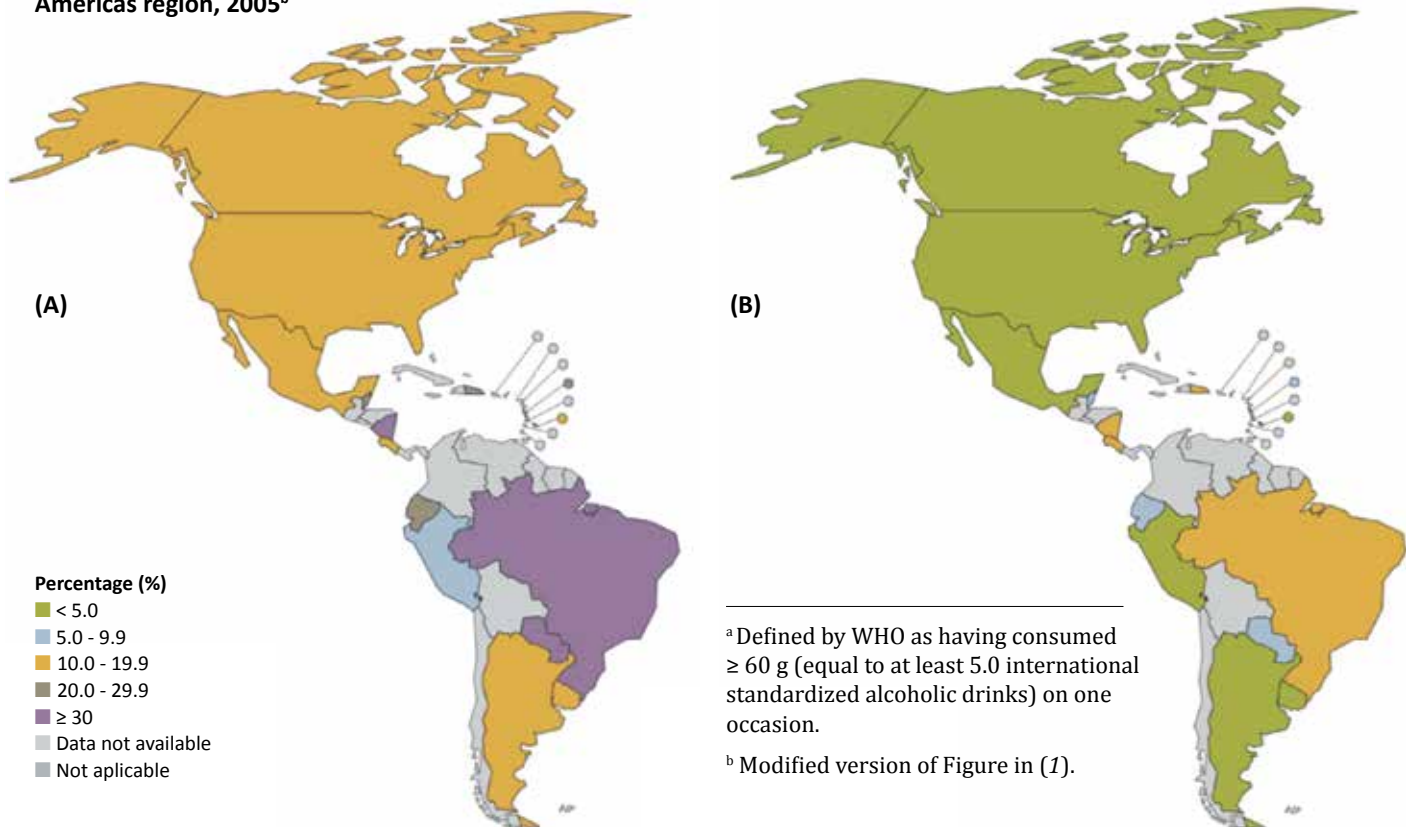 Americas region, 2005ᵇ
(A)
(B)
Percentage (%)
< 5.0
5.0 - 9.9
10.0 - 19.9
20.0 - 29.9
≥ 30
Data not available
Not aplicable
ᵃ Defined by WHO as having consumed
≥ 60 g (equal to at least 5.0 international
standardized alcoholic drinks) on one
occasion.
ᵇ Modified version of Figure in (1).